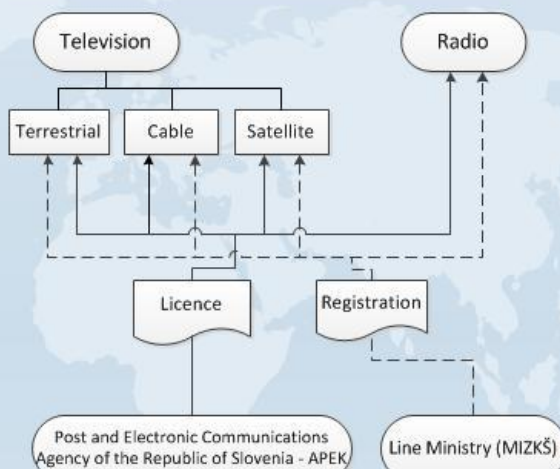 Television
Radio
Terrestrial
Cable
Satellite
Licence
Registration
Post and Electronic Communications
Agency of the Republic of Slovenia - APEK
Line Ministry (MIZKŠ)